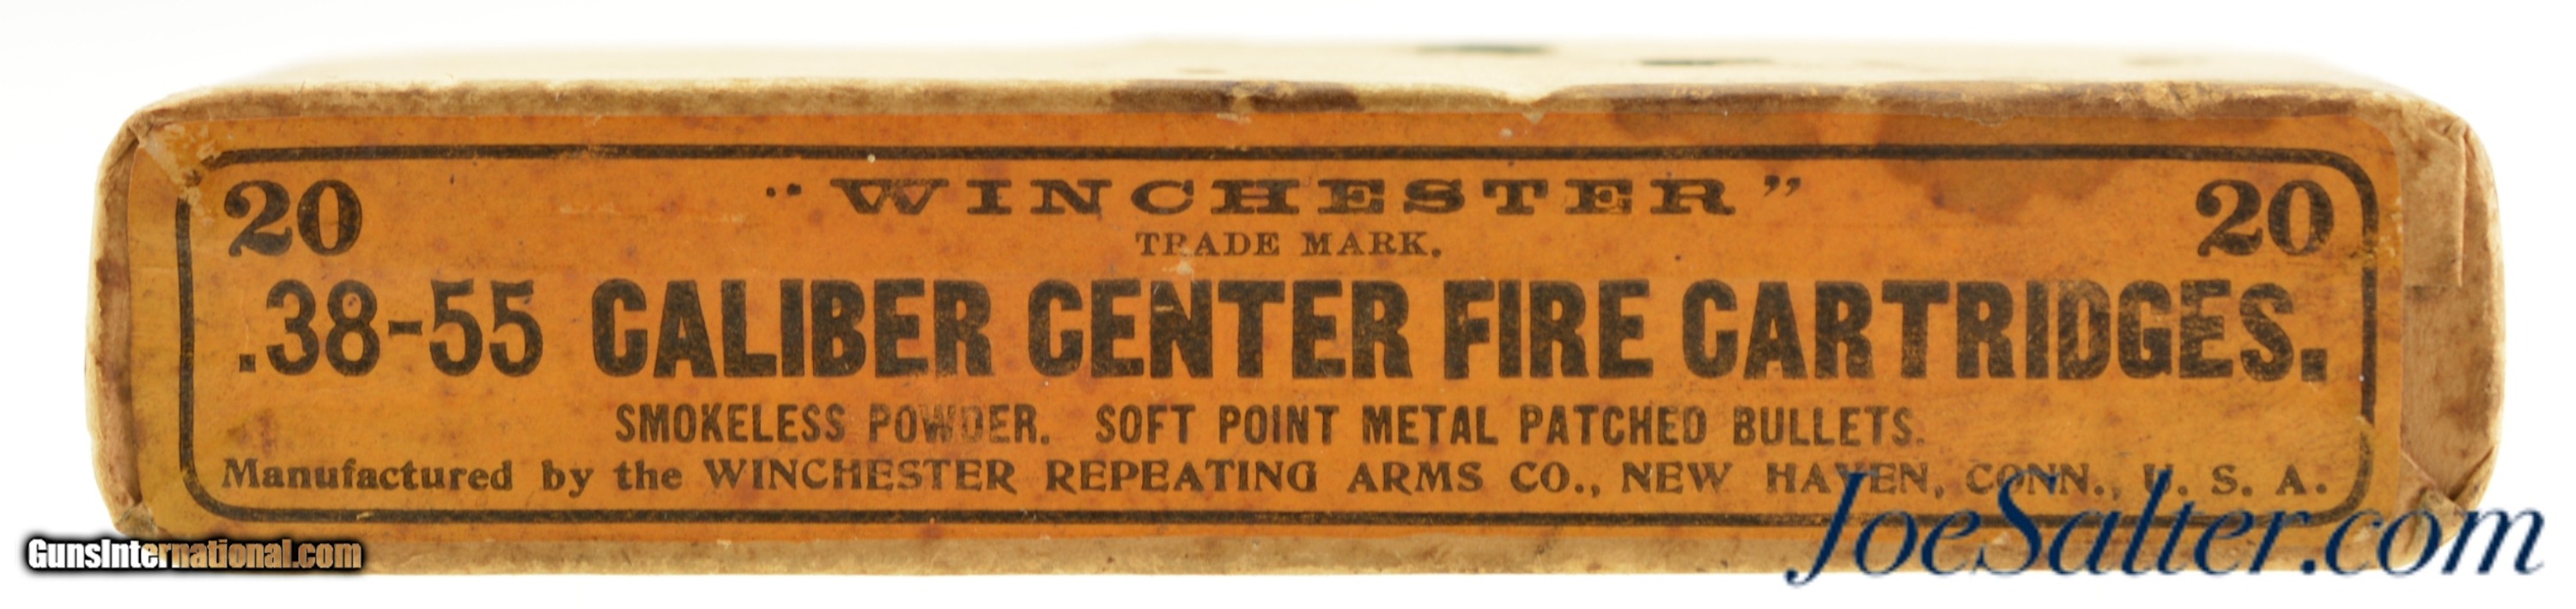 20 "WINCHESTER" 20
TRADE MARK.
.38-55 CALIBER CENTER FIRE CARTRIDGES.
SMOKELESS POWDER. SOFT POINT METAL PATCHED BULLETS.
Manufactured by the WINCHESTER REPEATING ARMS CO., NEW HAVEN, CONN., U. S. A.
GunsInternational.com
JoeSalter.com